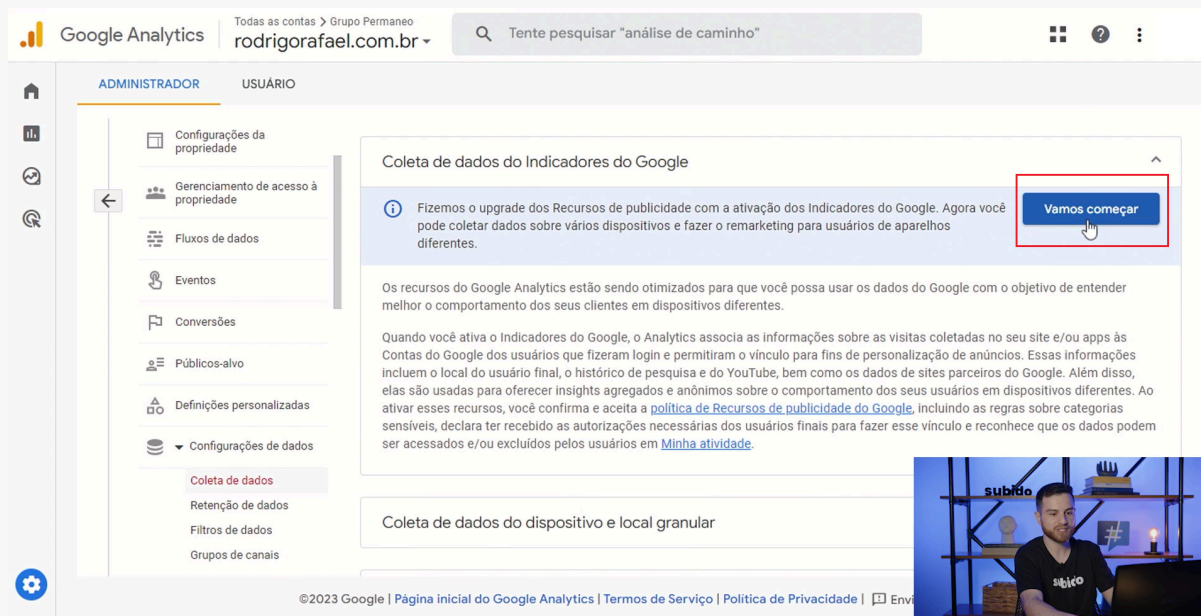 Google Analytics
Todas as contas > Grupo Permaneo
rodrigorafael.com.br
Tente pesquisar "análise de caminho"
ADMINISTRADOR
USUÁRIO
Configurações da
propriedade
Gerenciamento de acesso à
propriedade
Fluxos de dados
Eventos
Conversões
Públicos-alvo
Definições personalizadas
Configurações de dados
Coleta de dados
Retenção de dados
Filtros de dados
Grupos de canais
Coleta de dados do Indicadores do Google
Fizemos o upgrade dos Recursos de publicidade com a ativação dos Indicadores do Google. Agora você
pode coletar dados sobre vários dispositivos e fazer o remarketing para usuários de aparelhos
diferentes.
Vamos começar
Os recursos do Google Analytics estão sendo otimizados para que você possa usar os dados do Google com o objetivo de entender
melhor o comportamento dos seus clientes em dispositivos diferentes.
Quando você ativa o Indicadores do Google, o Analytics associa as informações sobre as visitas coletadas no seu site e/ou apps às
Contas do Google dos usuários que fizeram login e permitiram o vínculo para fins de personalização de anúncios. Essas informações
incluem o local do usuário final, o histórico de pesquisa e do YouTube, bem como os dados de sites parceiros do Google. Além disso,
elas são usadas para oferecer insights agregados e anônimos sobre o comportamento dos seus usuários em dispositivos diferentes. Ao
ativar esses recursos, você confirma e aceita a política de Recursos de publicidade do Google, incluindo as regras sobre categorias
sensíveis, declara ter recebido as autorizações necessárias dos usuários finais para fazer esse vínculo e reconhece que os dados podem
ser acessados e/ou excluídos pelos usuários em Minha atividade.
Coleta de dados do dispositivo e local granular
©2023 Google | Página inicial do Google Analytics | Termos de Serviço | Política de Privacidade | Envi
subido
#
subido